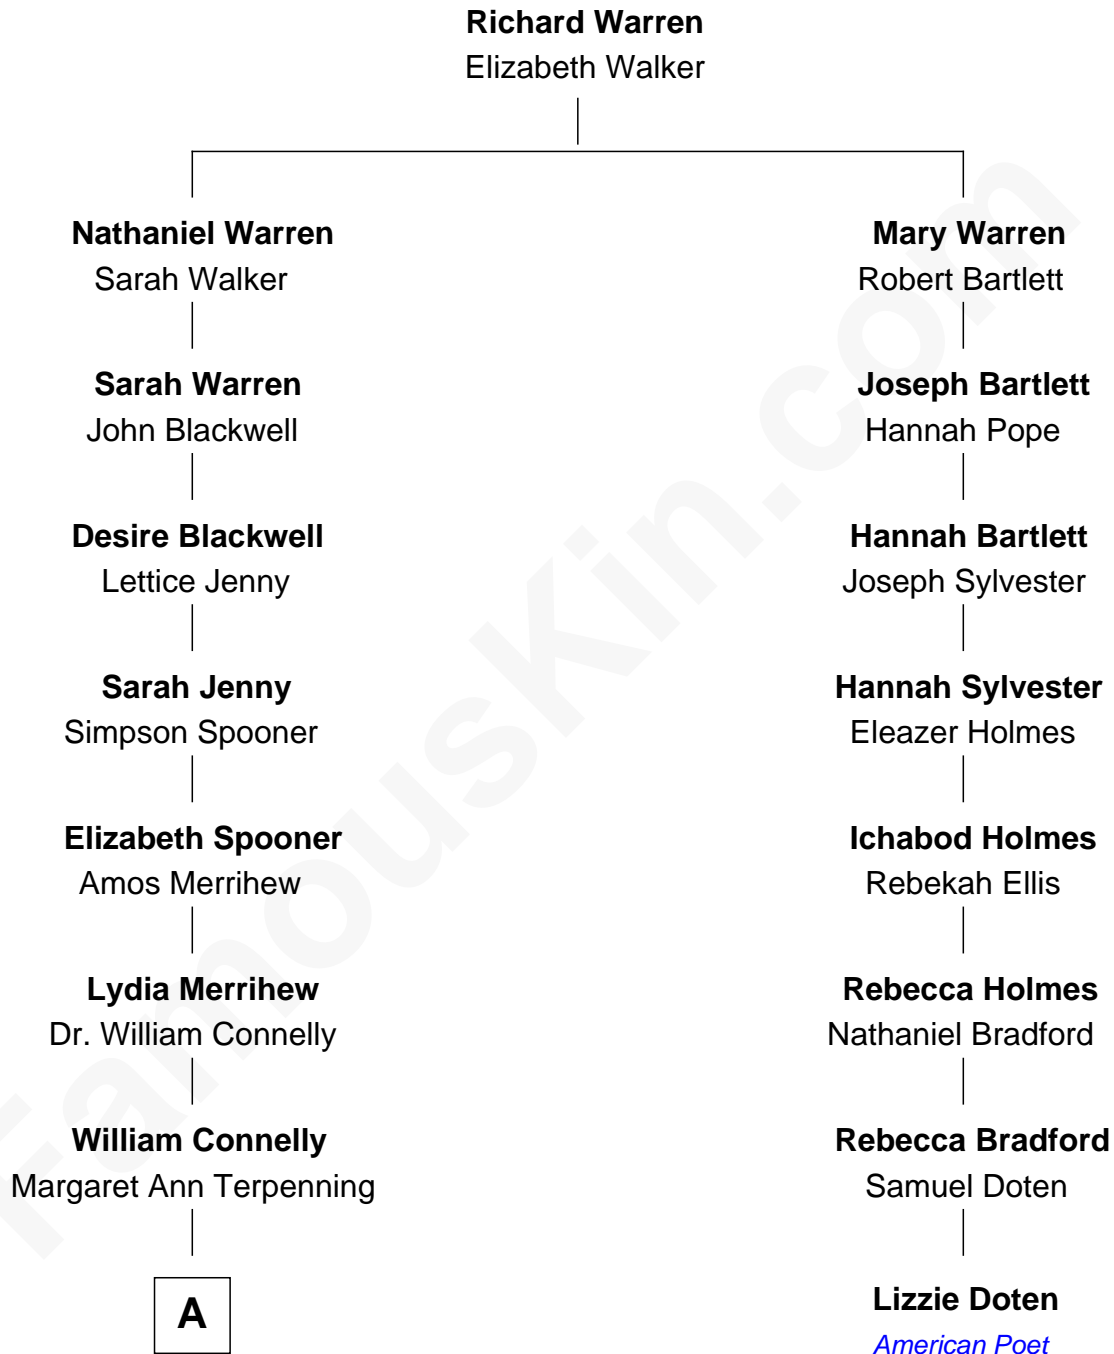 Richard Warren
Elizabeth Walker
Nathaniel Warren
Sarah Walker
Sarah Warren
John Blackwell
Desire Blackwell
Lettice Jenny
Sarah Jenny
Simpson Spooner
Elizabeth Spooner
Amos Merrihew
Lydia Merrihew
Dr. William Connelly
William Connelly
Margaret Ann Terpenning
A
Mary Warren
Robert Bartlett
Joseph Bartlett
Hannah Pope
Hannah Bartlett
Joseph Sylvester
Hannah Sylvester
Eleazer Holmes
Ichabod Holmes
Rebekah Ellis
Rebecca Holmes
Nathaniel Bradford
Rebecca Bradford
Samuel Doten
Lizzie Doten
American Poet
FamousKin.com